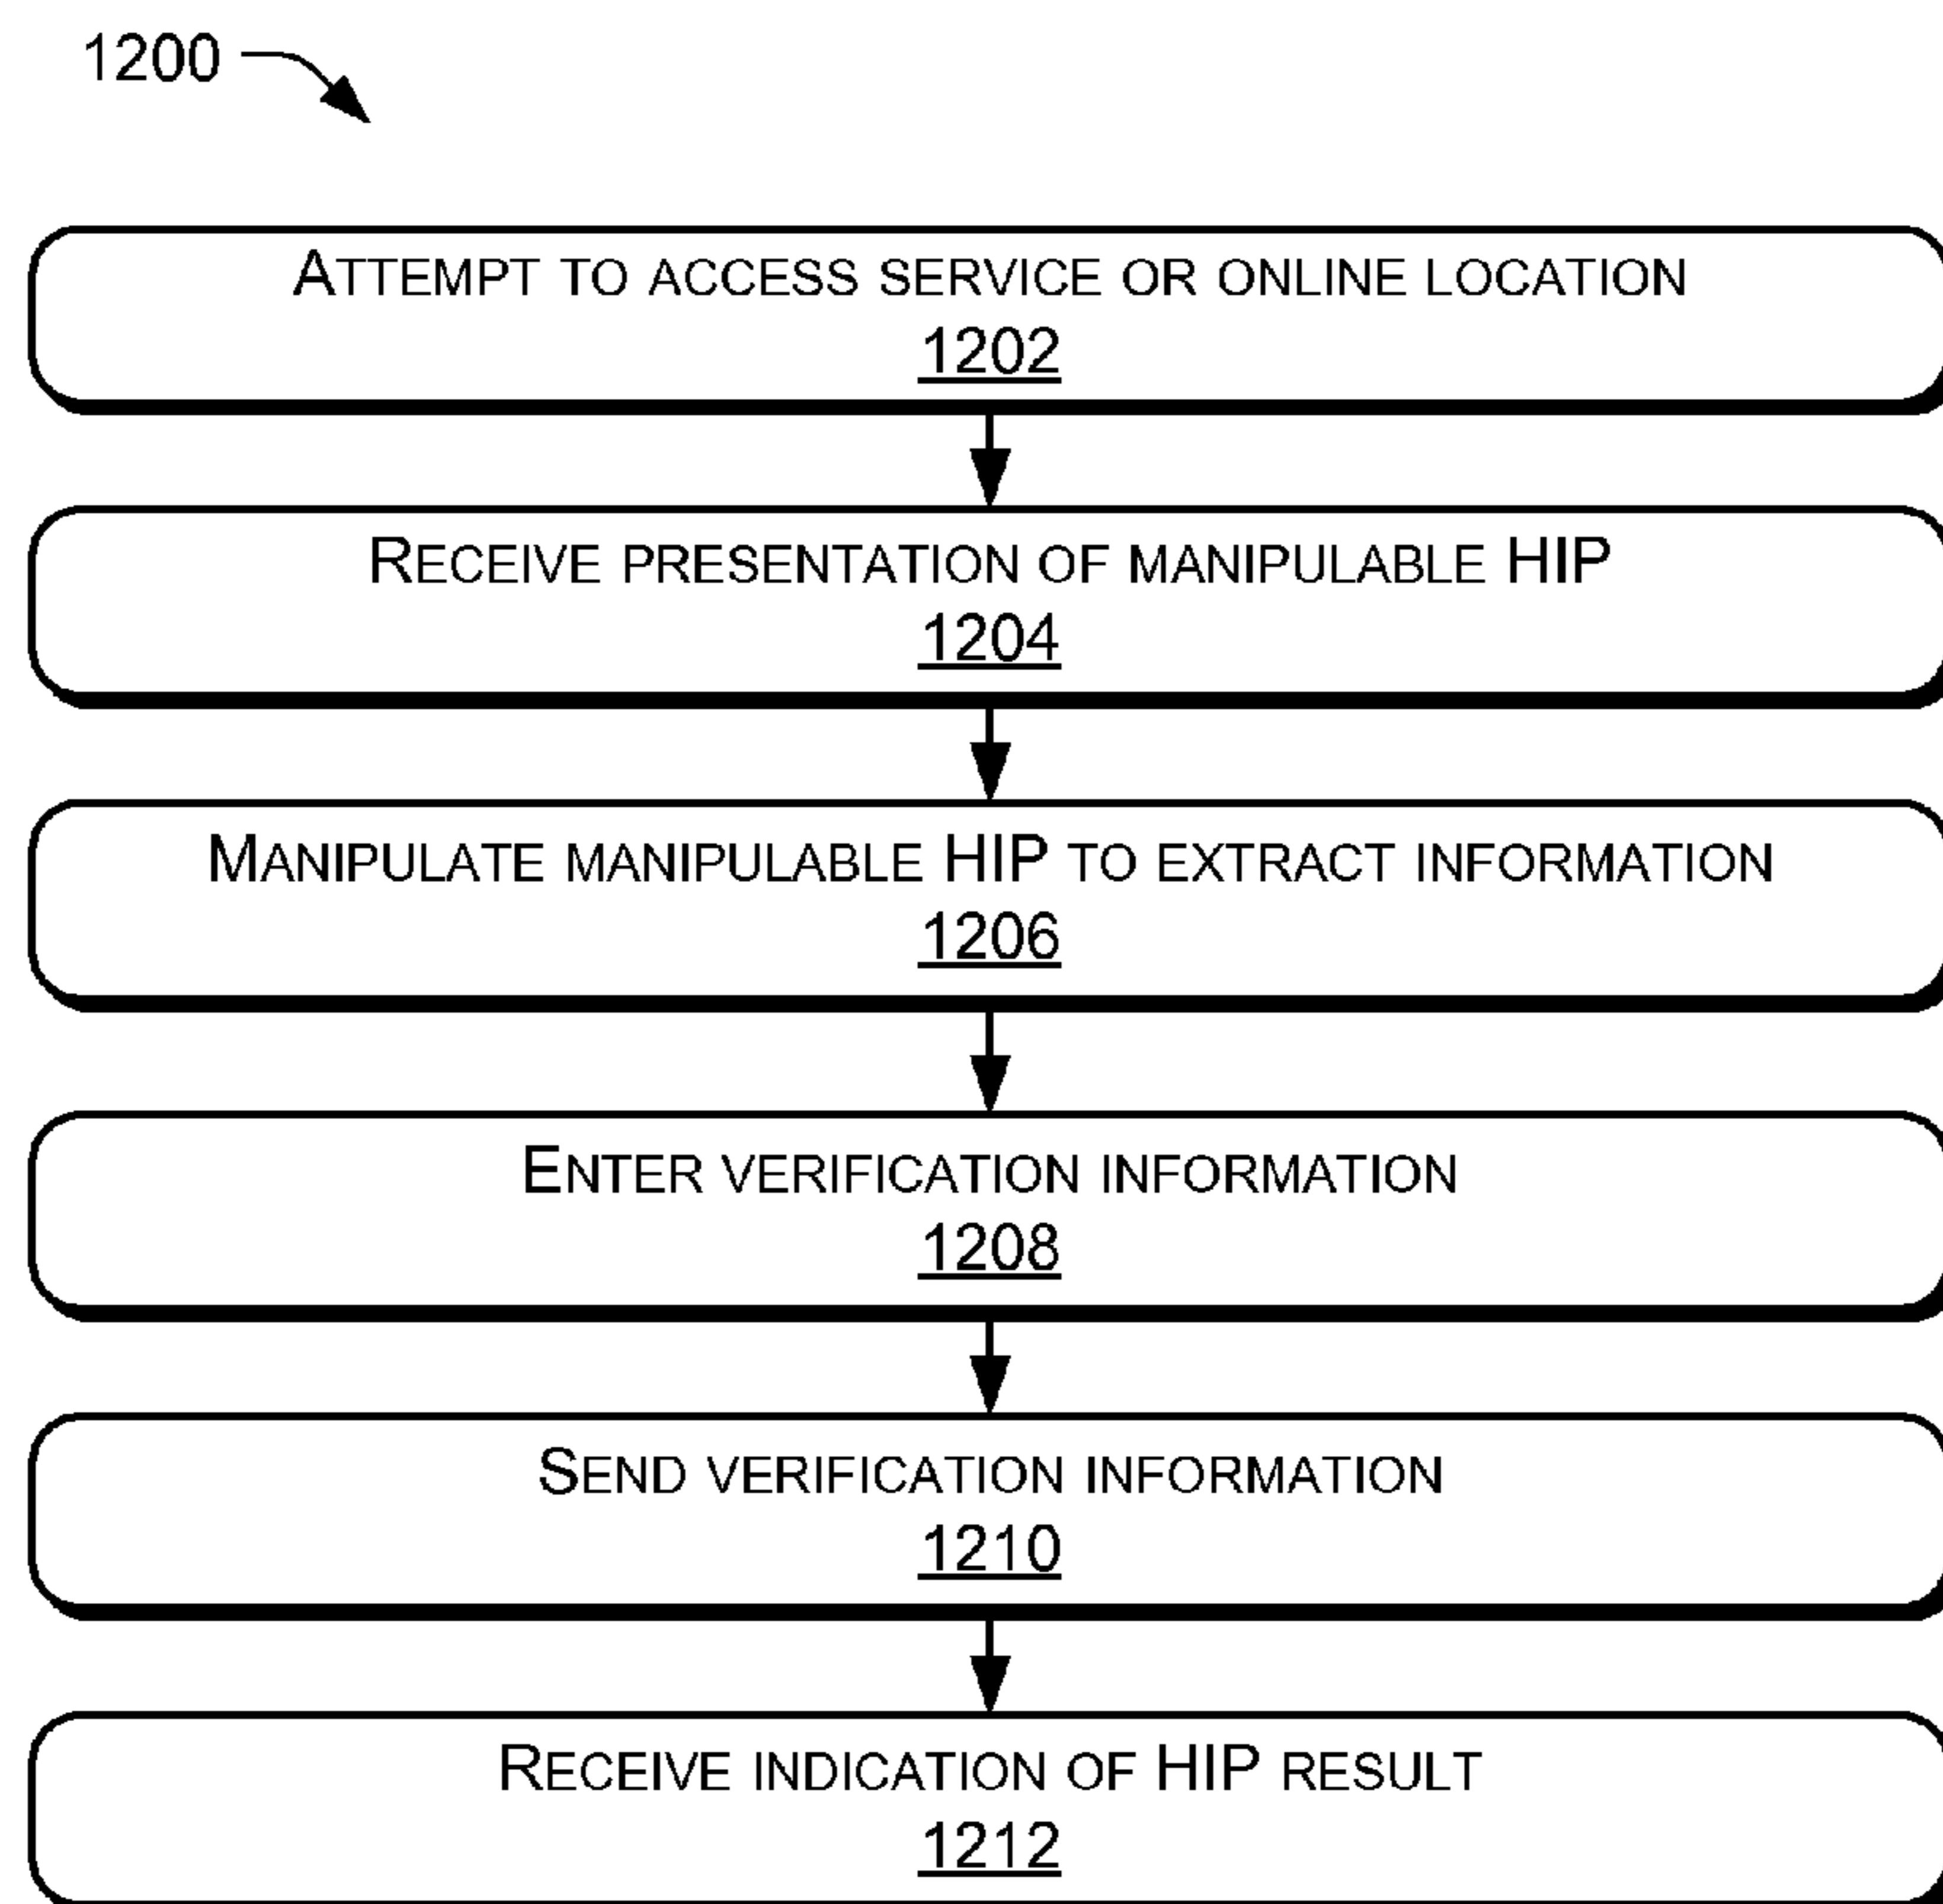 1200
ATTEMPT TO ACCESS SERVICE OR ONLINE LOCATION
1202
RECEIVE PRESENTATION OF MANIPULABLE HIP
1204
MANIPULATE MANIPULABLE HIP TO EXTRACT INFORMATION
1206
ENTER VERIFICATION INFORMATION
1208
SEND VERIFICATION INFORMATION
1210
RECEIVE INDICATION OF HIP RESULT
1212